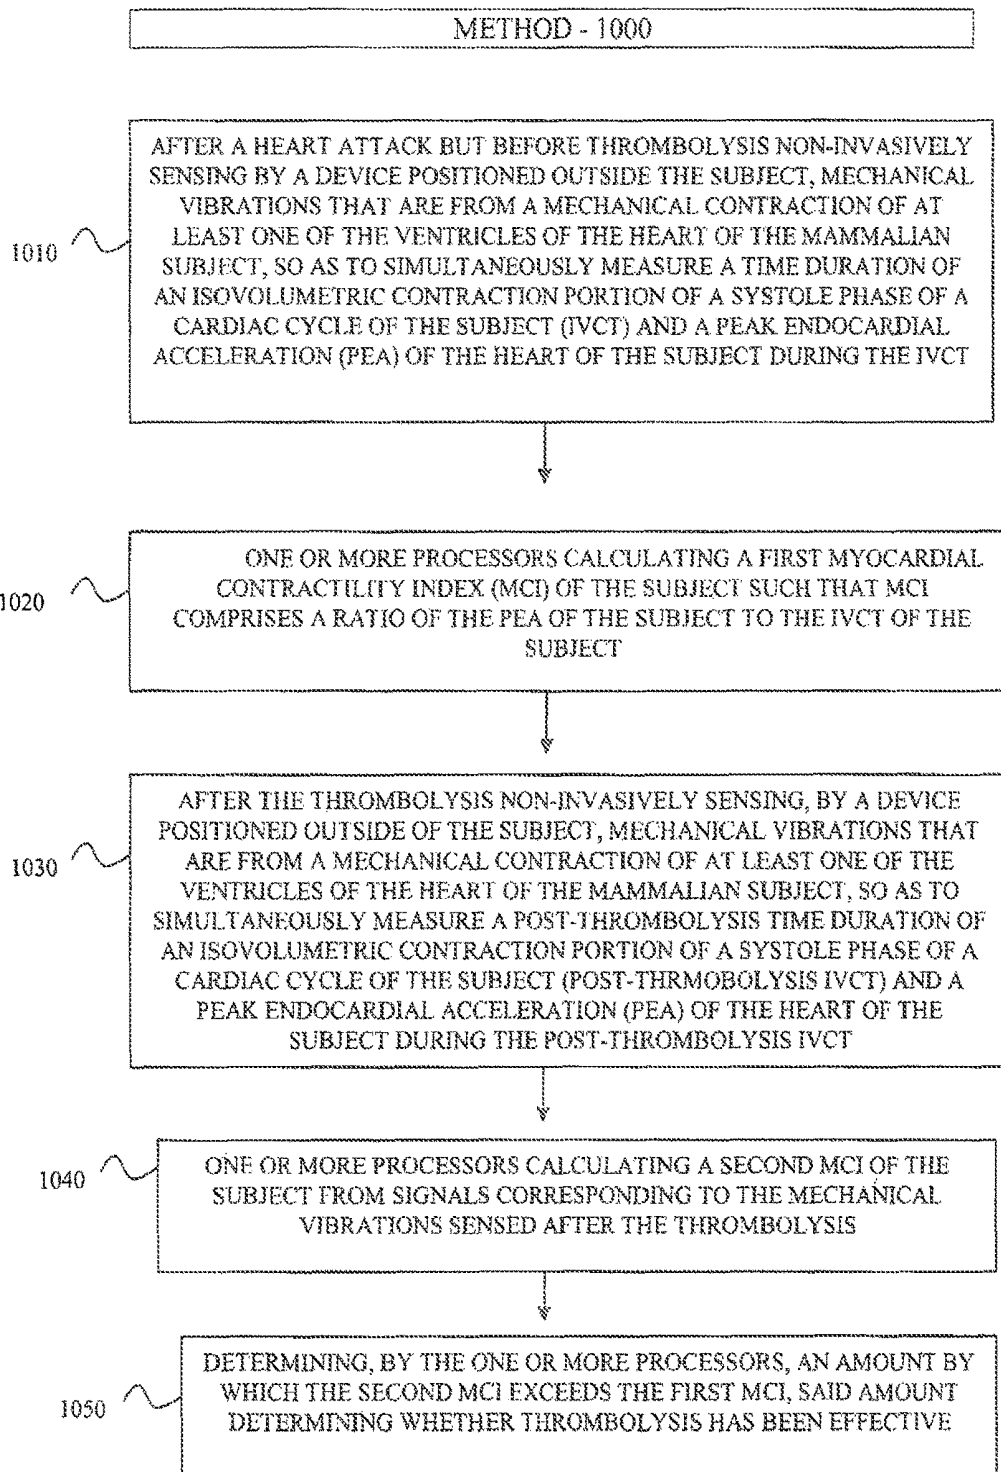 METHOD - 1000
AFTER A HEART ATTACK BUT BEFORE THROMBOLYSIS NON-INVASIVELY
SENSING BY A DEVICE POSITIONED OUTSIDE THE SUBJECT, MECHANICAL
VIBRATIONS THAT ARE FROM A MECHANICAL CONTRACTION OF AT
LEAST ONE OF THE VENTRICLES OF THE HEART OF THE MAMMALIAN
SUBJECT, SO AS TO SIMULTANEOUSLY MEASURE A TIME DURATION OF
AN ISOVOLUMETRIC CONTRACTION PORTION OF A SYSTOLE PHASE OF A
CARDIAC CYCLE OF THE SUBJECT (IVCT) AND A PEAK ENDOCARDIAL
ACCELERATION (PEA) OF THE HEART OF THE SUBJECT DURING THE IVCT
1010
ONE OR MORE PROCESSORS CALCULATING A FIRST MYOCARDIAL
CONTRACTILITY INDEX (MCI) OF THE SUBJECT SUCH THAT MCI
COMPRISES A RATIO OF THE PEA OF THE SUBJECT TO THE IVCT OF THE
SUBJECT
1020
AFTER THE THROMBOLYSIS NON-INVASIVELY SENSING, BY A DEVICE
POSITIONED OUTSIDE OF THE SUBJECT, MECHANICAL VIBRATIONS THAT
ARE FROM A MECHANICAL CONTRACTION OF AT LEAST ONE OF THE
VENTRICLES OF THE HEART OF THE MAMMALIAN SUBJECT, SO AS TO
SIMULTANEOUSLY MEASURE A POST-THROMBOLYSIS TIME DURATION OF
AN ISOVOLUMETRIC CONTRACTION PORTION OF A SYSTOLE PHASE OF A
CARDIAC CYCLE OF THE SUBJECT (POST-THRMOBOLYSIS IVCT) AND A
PEAK ENDOCARDIAL ACCELERATION (PEA) OF THE HEART OF THE
SUBJECT DURING THE POST-THROMBOLYSIS IVCT
1030
ONE OR MORE PROCESSORS CALCULATING A SECOND MCI OF THE
SUBJECT FROM SIGNALS CORRESPONDING TO THE MECHANICAL
VIBRATIONS SENSED AFTER THE THROMBOLYSIS
1040
DETERMINING, BY THE ONE OR MORE PROCESSORS, AN AMOUNT BY
WHICH THE SECOND MCI EXCEEDS THE FIRST MCI, SAID AMOUNT
DETERMINING WHETHER THROMBOLYSIS HAS BEEN EFFECTIVE
1050